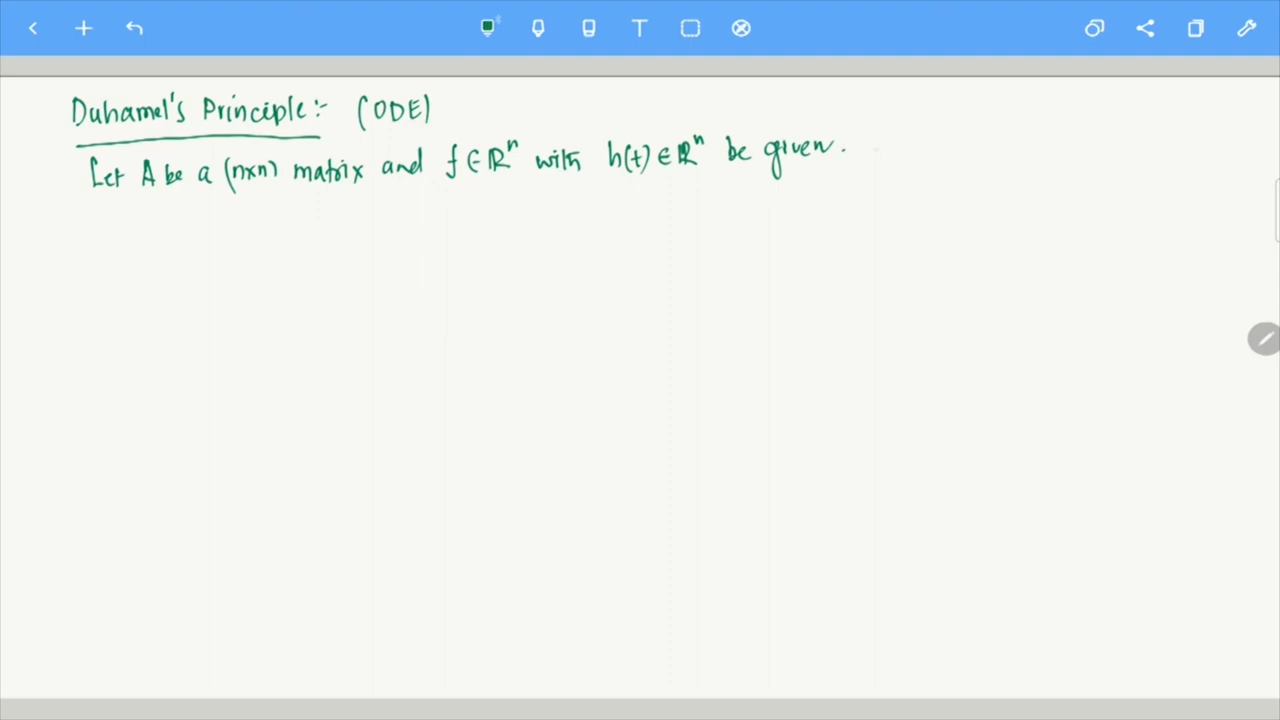 Duhamel's Principle:- (ODE)
Let A be a (n×n) matrix and f ∈ ℝⁿ with h(t) ∈ ℝⁿ be given.